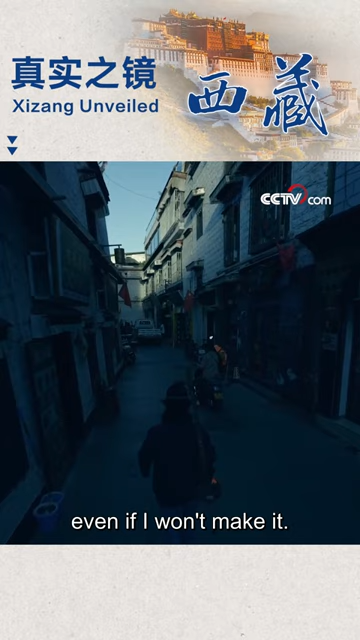 真实之镜
Xizang Unveiled
西藏
CCTV.com
even if I won't make it.